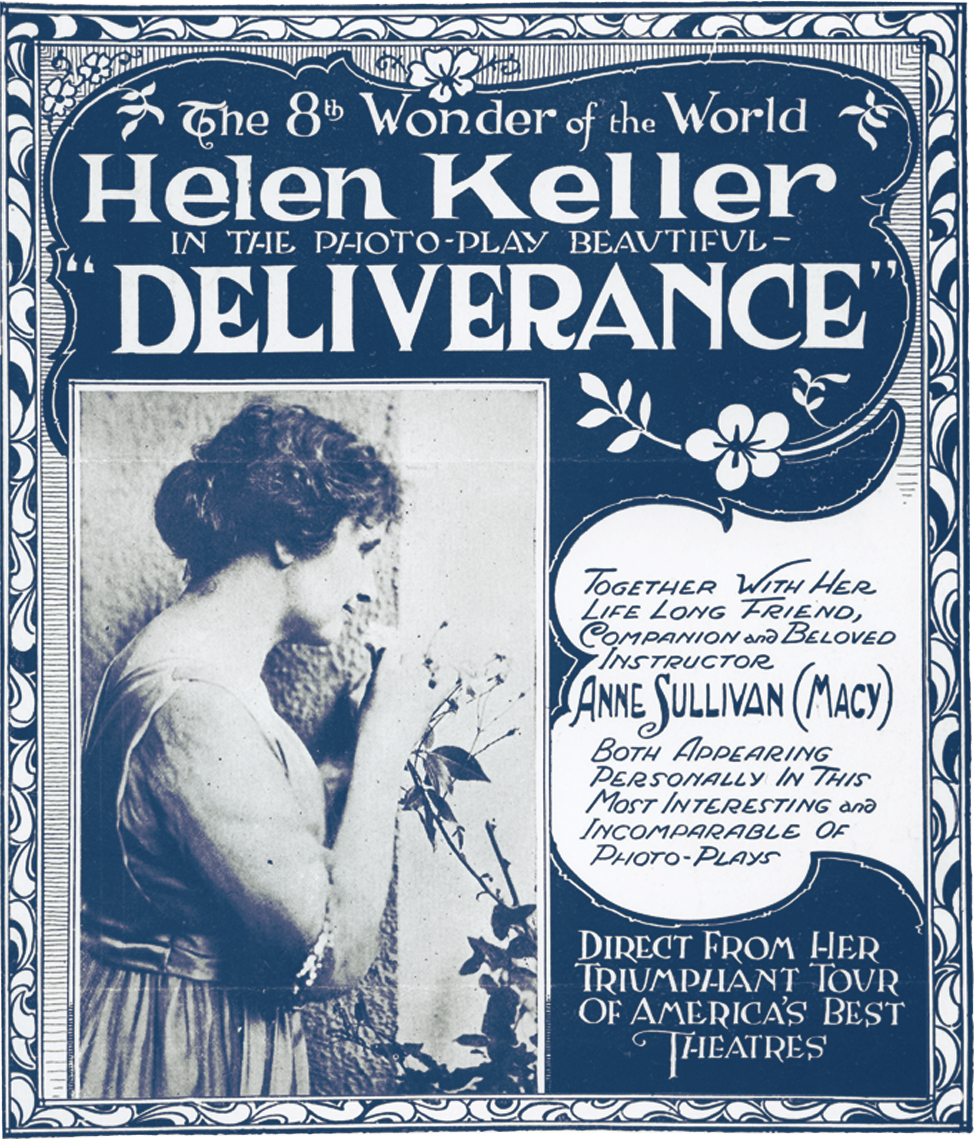 The 8th Wonder of the World
Helen Keller
IN THE PHOTO-PLAY BEAUTIFUL-
"DELIVERANCE"
TOGETHER WITH HER
LIFE LONG FRIEND,
COMPANION and BELOVED
INSTRUCTOR
ANNE SULLIVAN (MACY)
BOTH APPEARING
PERSONALLY IN THIS
MOST INTERESTING and
INCOMPARABLE OF
PHOTO-PLAYS
DIRECT FROM HER
TRIUMPHANT TOUR
OF AMERICA'S BEST
THEATRES